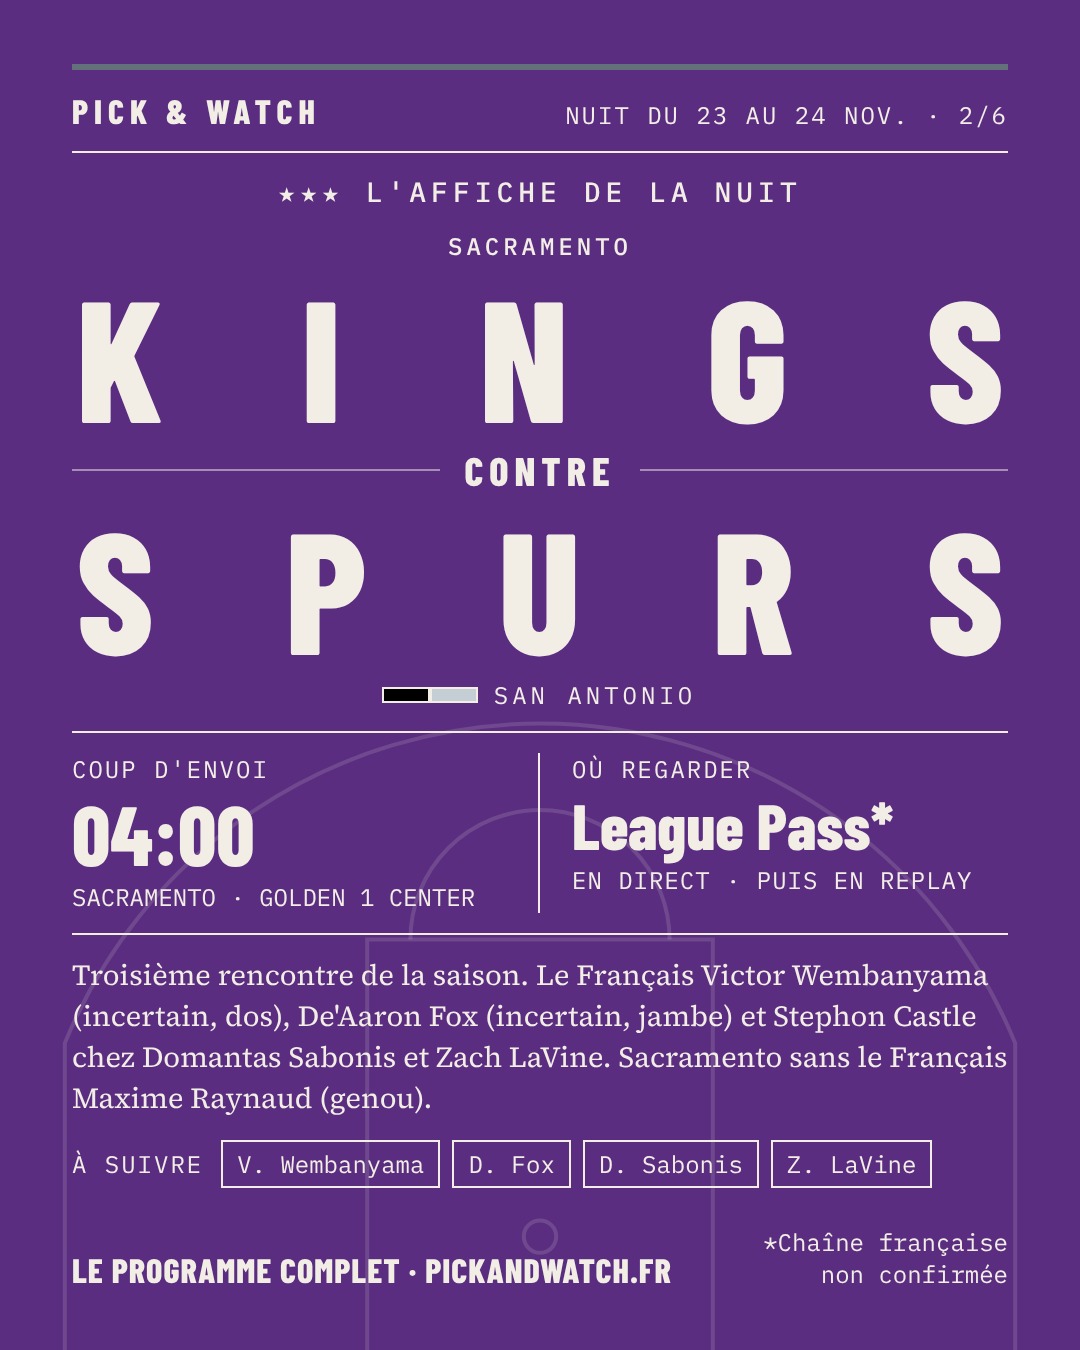 PICK & WATCH
NUIT DU 23 AU 24 NOV. · 2/6
★★★ L'AFFICHE DE LA NUIT
SACRAMENTO
KINGS
CONTRE
SPURS
SAN ANTONIO
COUP D'ENVOI
04:00
SACRAMENTO · GOLDEN 1 CENTER
OÙ REGARDER
League Pass*
EN DIRECT · PUIS EN REPLAY
Troisième rencontre de la saison. Le Français Victor Wembanyama
(incertain, dos), De'Aaron Fox (incertain, jambe) et Stephon Castle
chez Domantas Sabonis et Zach LaVine. Sacramento sans le Français
Maxime Raynaud (genou).
À SUIVRE V. Wembanyama D. Fox D. Sabonis Z. LaVine
LE PROGRAMME COMPLET · PICKANDWATCH.FR
*Chaîne française
non confirmée